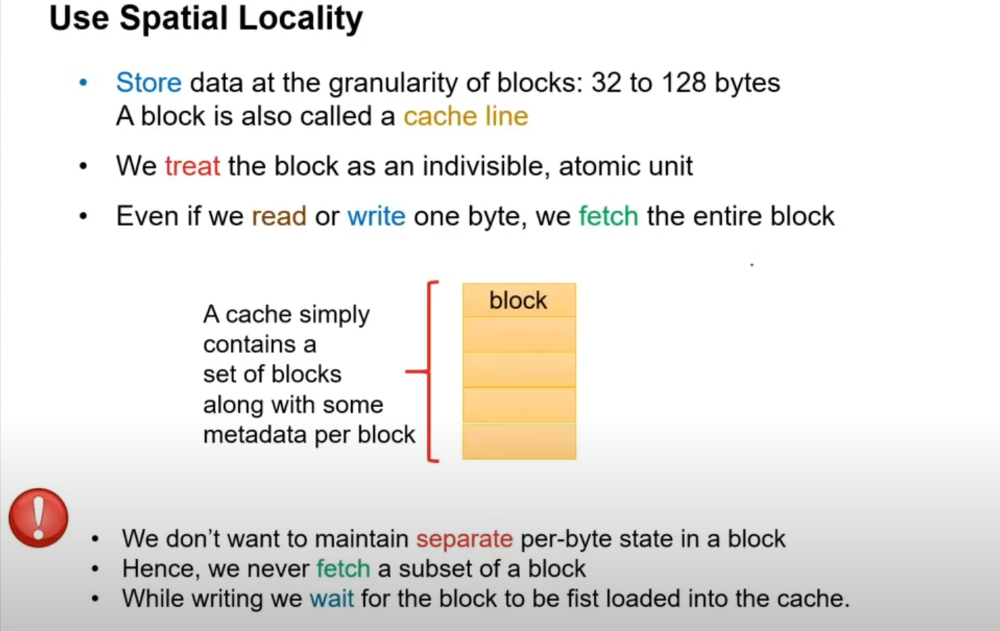 Use Spatial Locality
• Store data at the granularity of blocks: 32 to 128 bytes
A block is also called a cache line
• We treat the block as an indivisible, atomic unit
• Even if we read or write one byte, we fetch the entire block
A cache simply
contains a
set of blocks
along with some
metadata per block
block
• We don't want to maintain separate per-byte state in a block
• Hence, we never fetch a subset of a block
• While writing we wait for the block to be fist loaded into the cache.